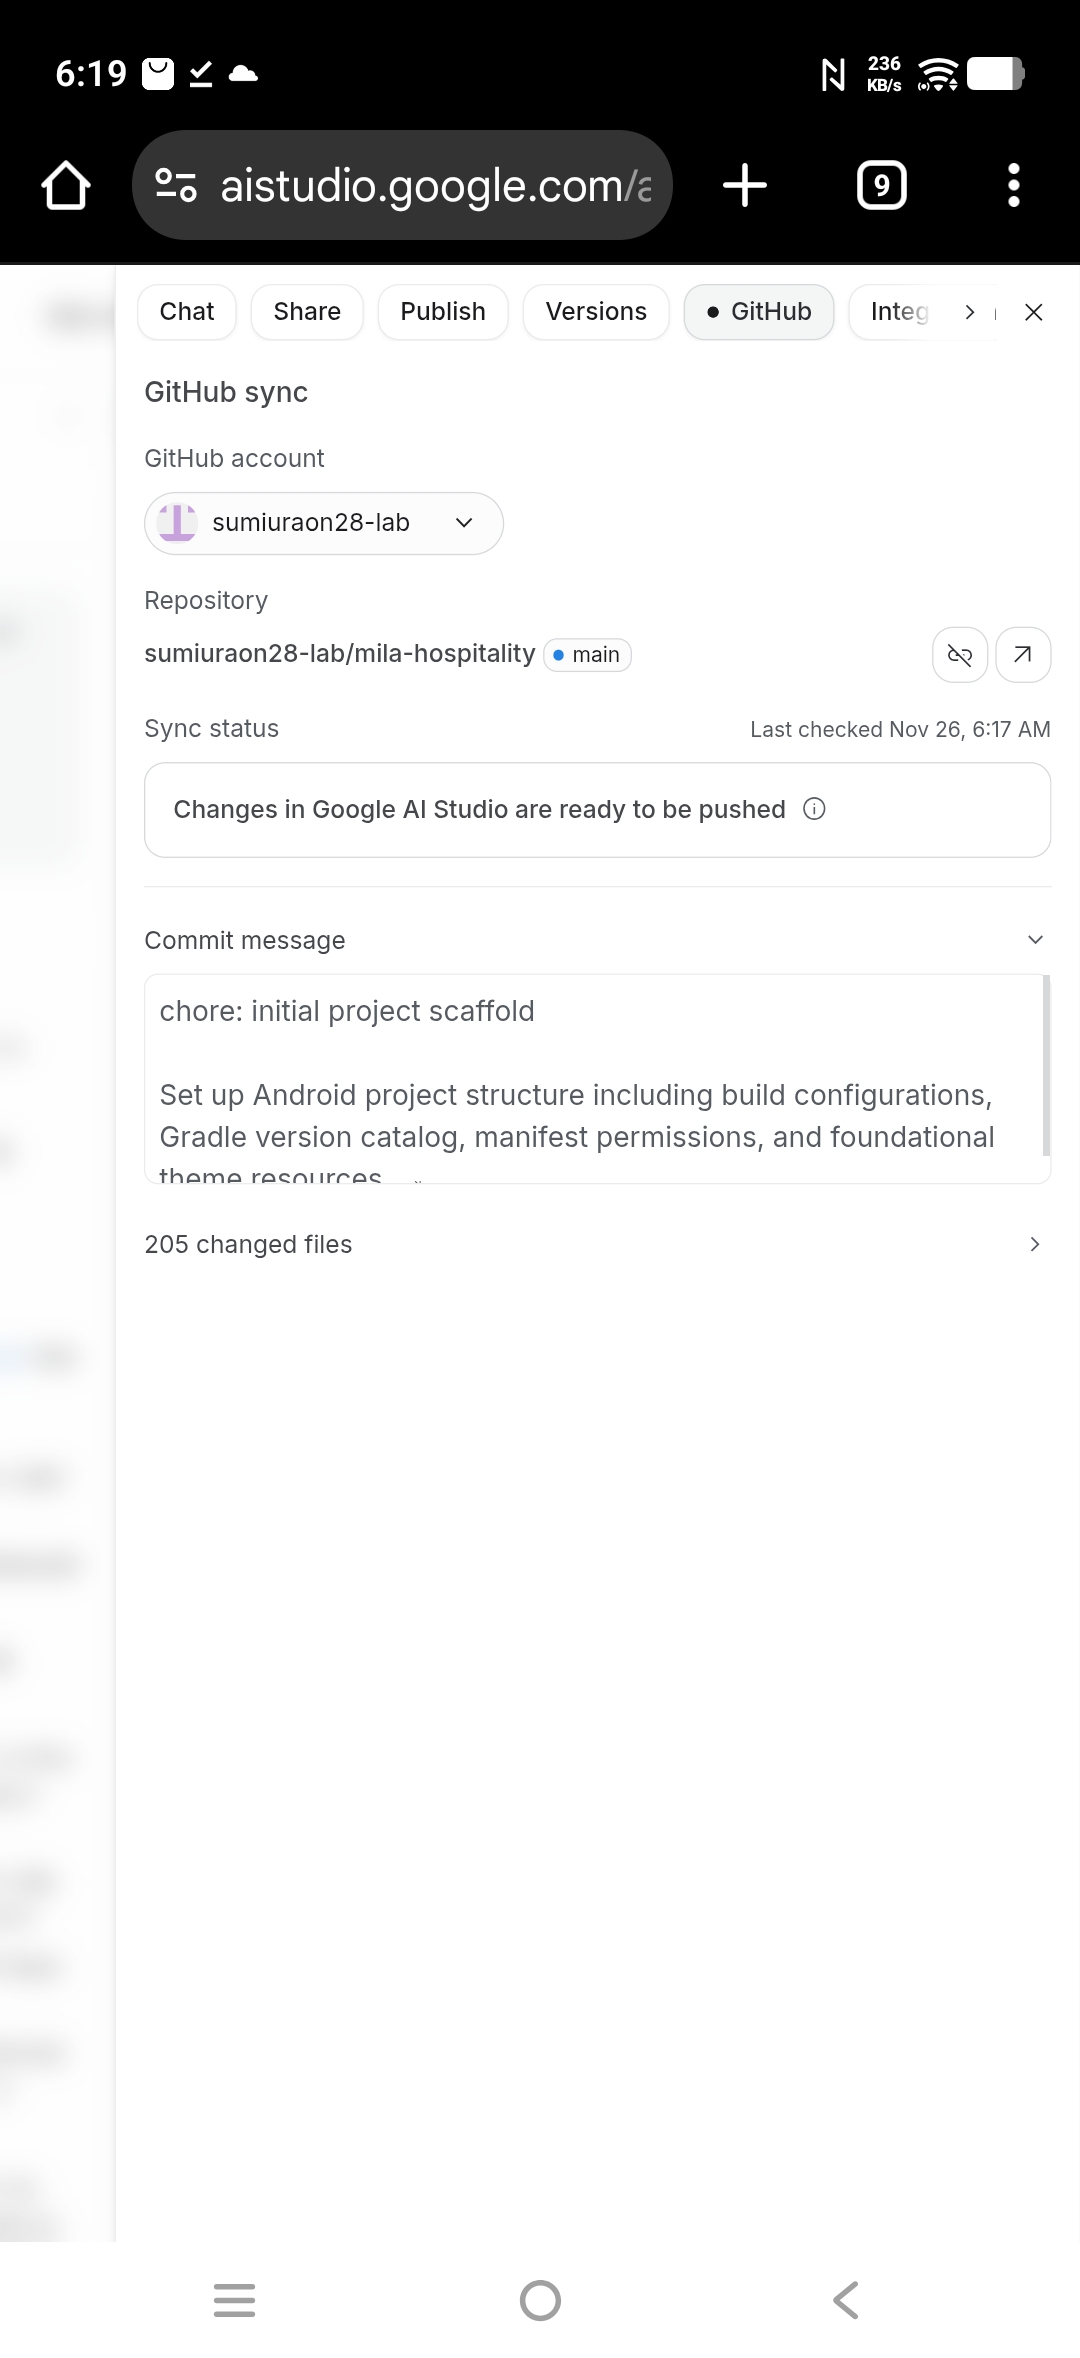 6:19
236
KB/s
aistudio.google.com/a
9
Chat
Share
Publish
Versions
GitHub
Integ
GitHub sync
GitHub account
sumiuraon28-lab
Repository
sumiuraon28-lab/mila-hospitality
main
Sync status
Last checked Nov 26, 6:17 AM
Changes in Google AI Studio are ready to be pushed
Commit message
chore: initial project scaffold
Set up Android project structure including build configurations,
Gradle version catalog, manifest permissions, and foundational
theme resources
205 changed files